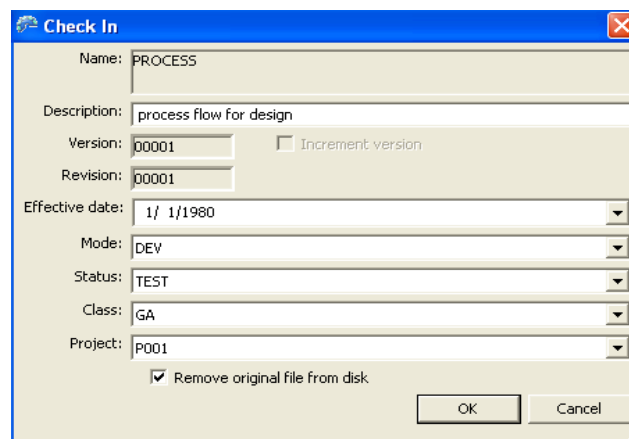 Check In
Name: PROCESS
Description: process flow for design
Version: 00001 Increment version
Revision: 00001
Effective date: 1/ 1/1980
Mode: DEV
Status: TEST
Class: GA
Project: P001
Remove original file from disk
OK Cancel